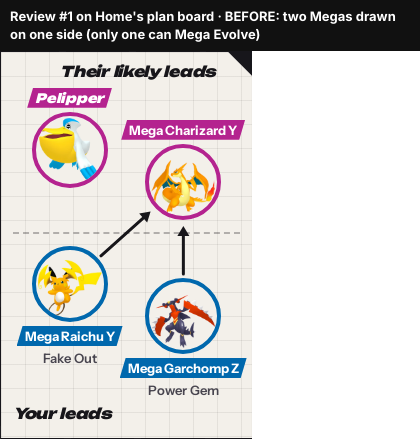 Review #1 on Home's plan board · BEFORE: two Megas drawn
on one side (only one can Mega Evolve)
Their likely leads
Pelipper
Mega Charizard Y
Mega Raichu Y
Fake Out
Mega Garchomp Z
Power Gem
Your leads